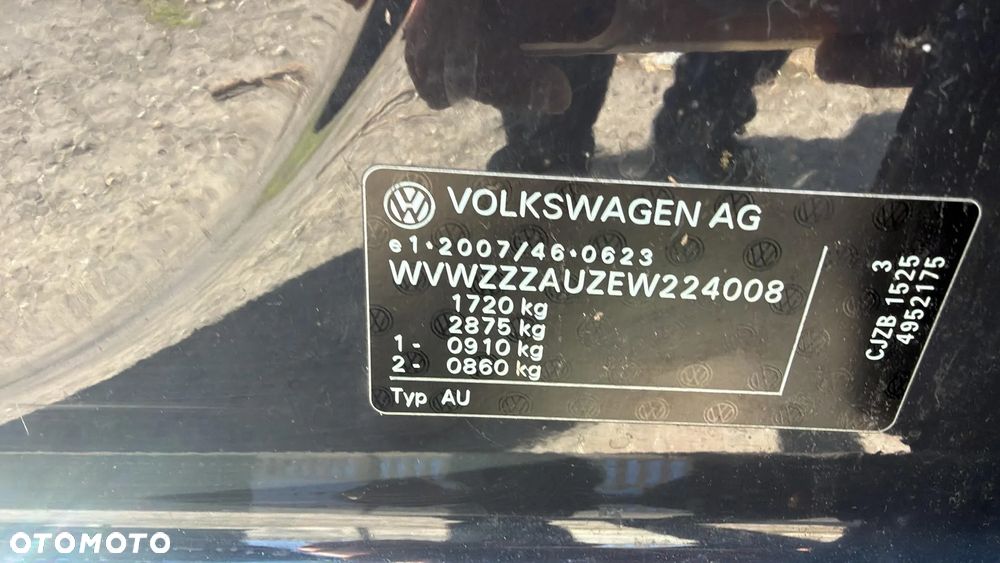 VOLKSWAGEN AG
e1*2007/46*0623
WVWZZZAUZEW224008
1720 kg
2875 kg
1- 0910 kg
2- 0860 kg
Typ AU
3
CJZB 1525
4952175
OTOMOTO